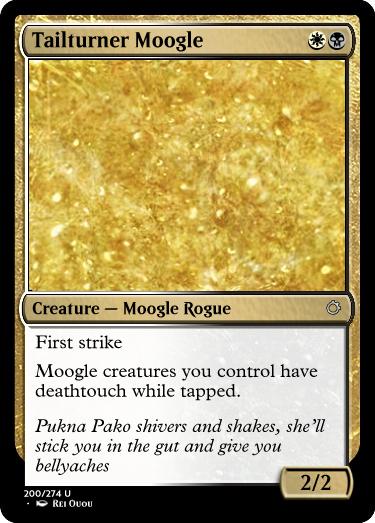 Tailturner Moogle
Creature — Moogle Rogue
First strike
Moogle creatures you control have
deathtouch while tapped.
Pukna Pako shivers and shakes, she'll
stick you in the gut and give you
bellyaches
2/2
200/274 U
· Rei Ouou